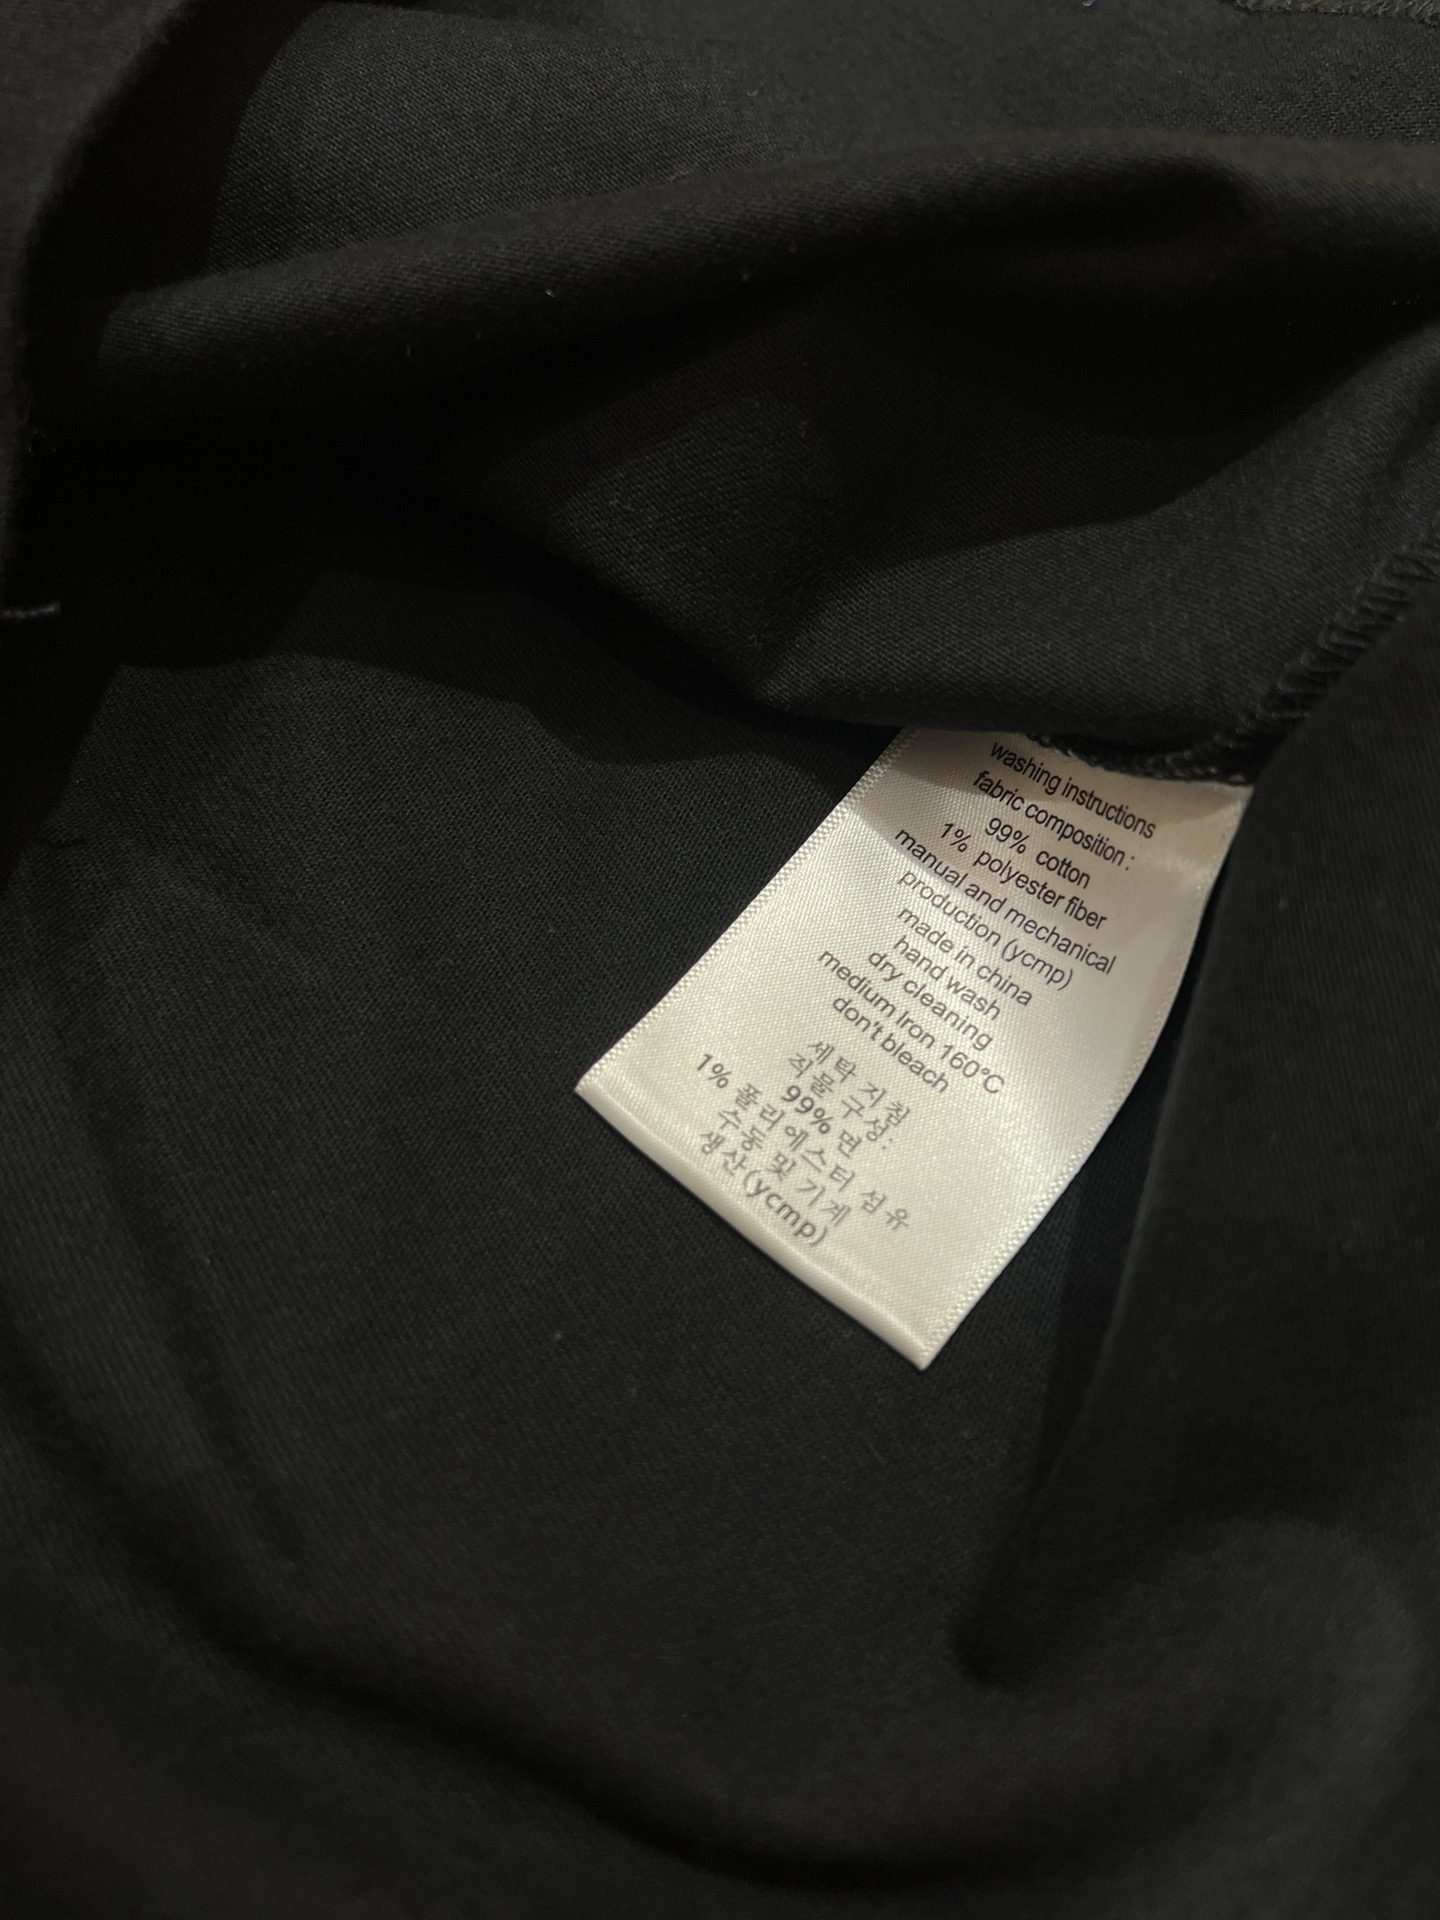 washing instructions
fabric composition :
99% cotton
1% polyester fiber
manual and mechanical
production (ycmp)
made in china
hand wash
dry cleaning
medium Iron 160°C
don't bleach
세탁 지침
직물 구성:
99% 면
1% 폴리에스터 섬유
수동 및 기계
생산(ycmp)